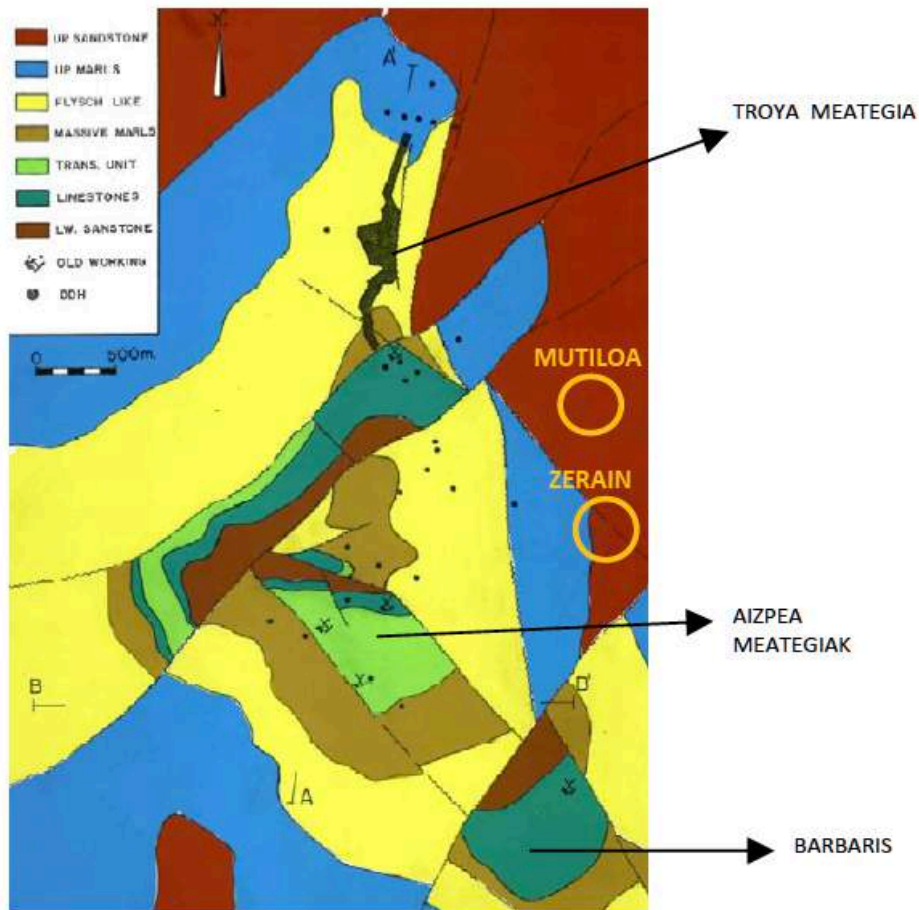 UP SANDSTONE
UP MARLS
FLYSCH LIKE
MASSIVE MARLS
TRANS. UNIT
LIMESTONES
LW. SANSTONE
OLD WORKING
DDH
0 500m.
A'
TROYA MEATEGIA
MUTILOA
ZERAIN
AIZPEA
MEATEGIAK
B
B'
A
BARBARIS